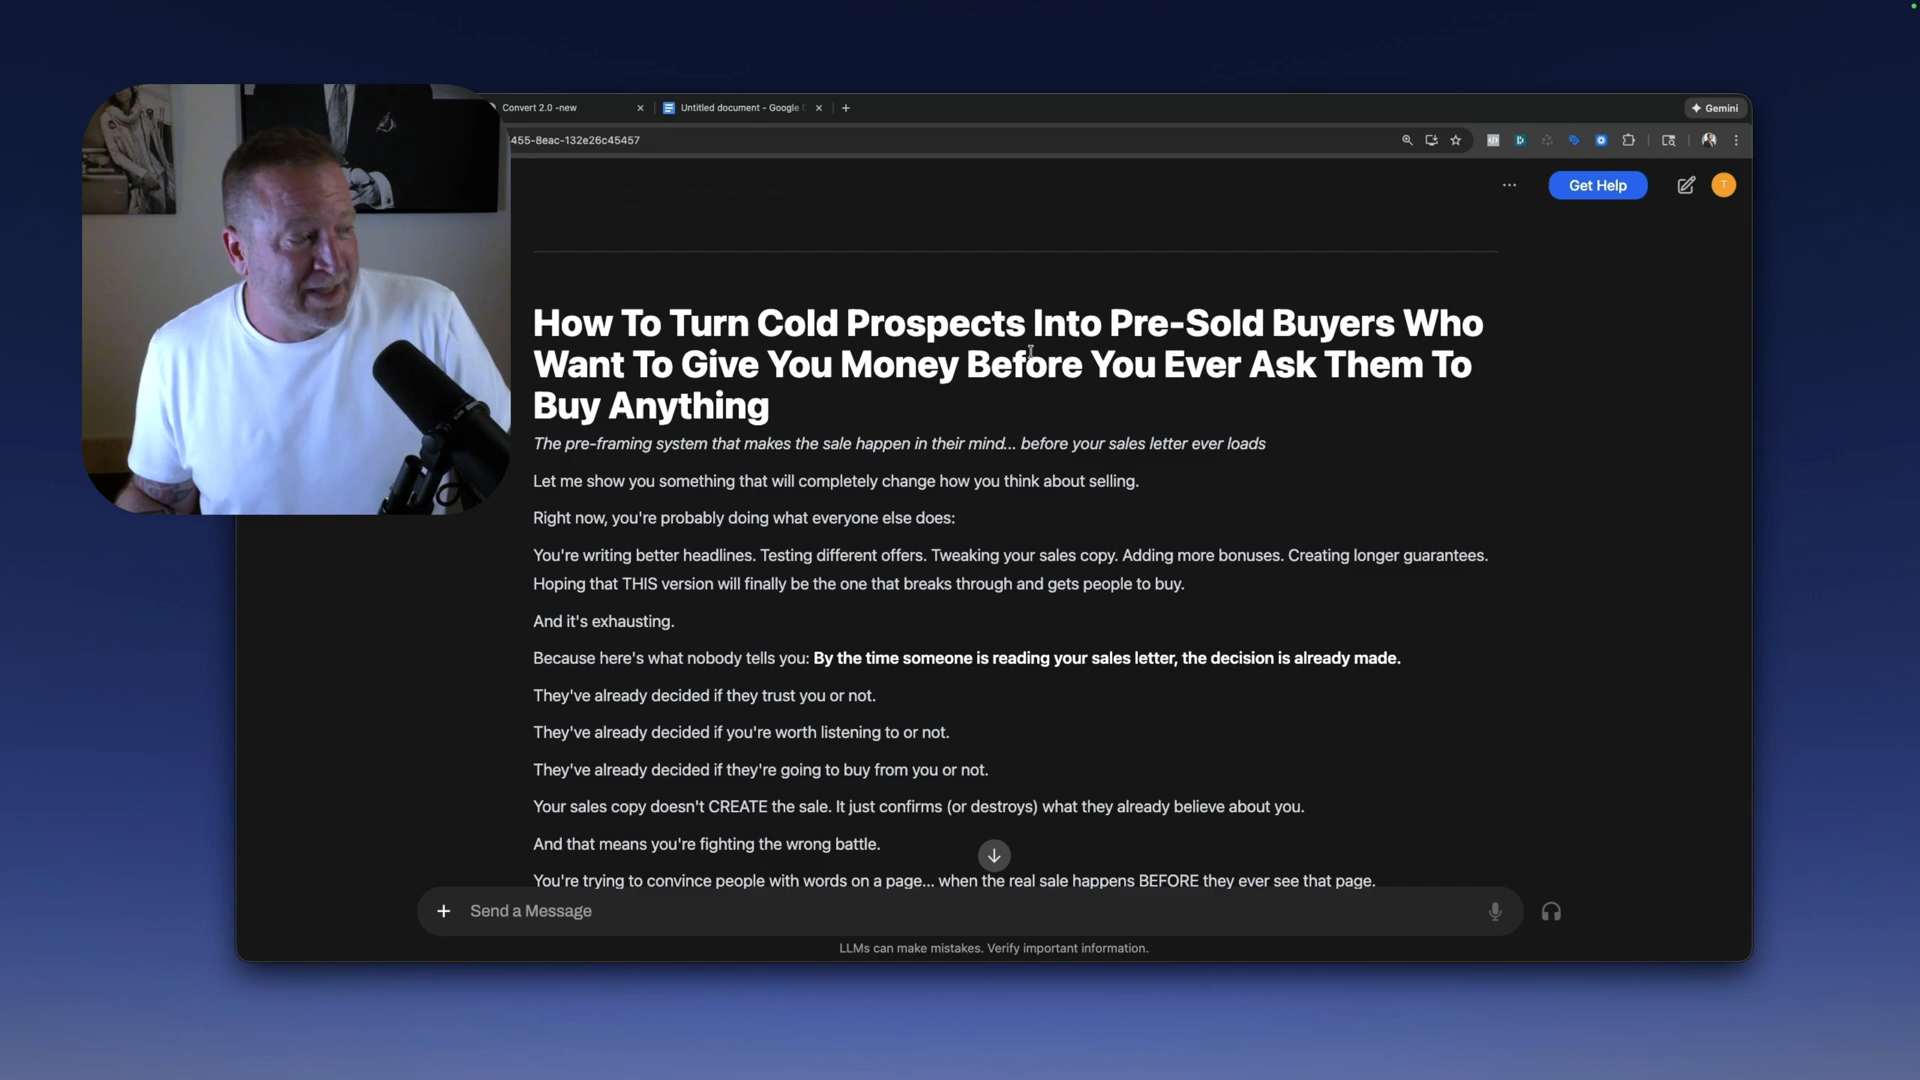 Convert 2.0 -new
Untitled document - Google
Gemini
455-8eac-132e26c45457
Get Help
T
How To Turn Cold Prospects Into Pre-Sold Buyers Who
Want To Give You Money Before You Ever Ask Them To
Buy Anything
The pre-framing system that makes the sale happen in their mind... before your sales letter ever loads
Let me show you something that will completely change how you think about selling.
Right now, you're probably doing what everyone else does:
You're writing better headlines. Testing different offers. Tweaking your sales copy. Adding more bonuses. Creating longer guarantees.
Hoping that THIS version will finally be the one that breaks through and gets people to buy.
And it's exhausting.
Because here's what nobody tells you: By the time someone is reading your sales letter, the decision is already made.
They've already decided if they trust you or not.
They've already decided if you're worth listening to or not.
They've already decided if they're going to buy from you or not.
Your sales copy doesn't CREATE the sale. It just confirms (or destroys) what they already believe about you.
And that means you're fighting the wrong battle.
You're trying to convince people with words on a page... when the real sale happens BEFORE they ever see that page.
Send a Message
LLMs can make mistakes. Verify important information.